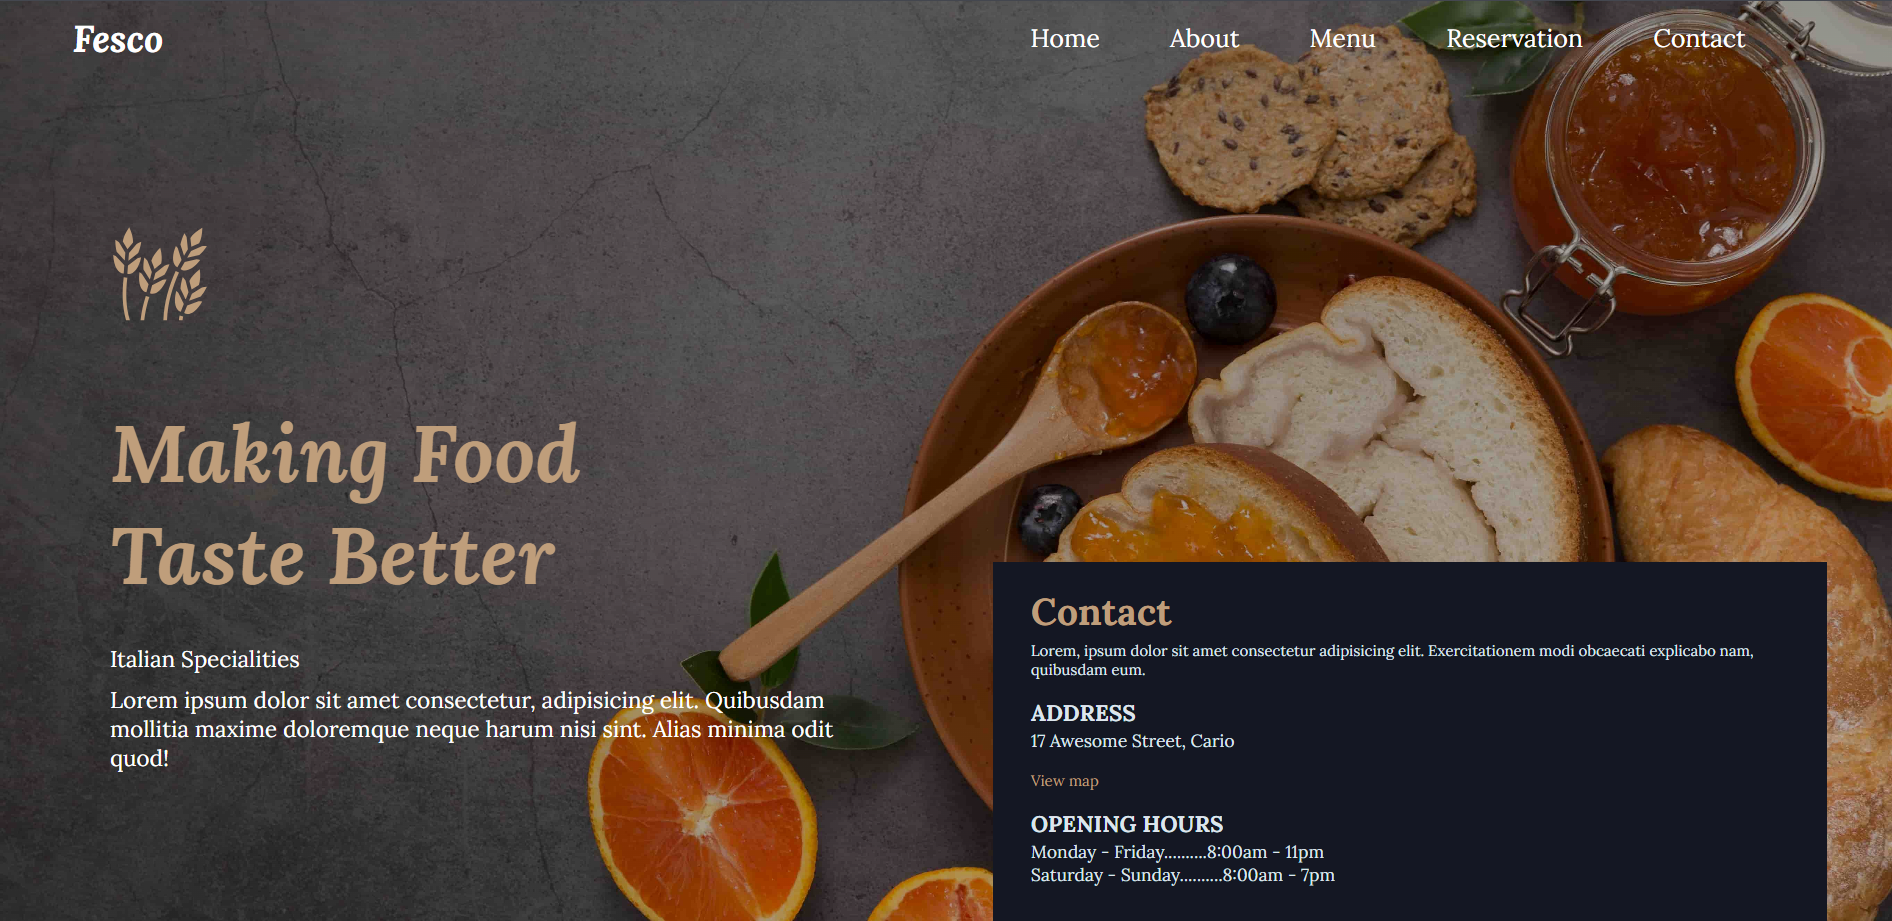 Fesco
Home About Menu Reservation Contact
Making Food
Taste Better
Italian Specialities
Lorem ipsum dolor sit amet consectetur, adipisicing elit. Quibusdam
mollitia maxime doloremque neque harum nisi sint. Alias minima odit
quod!
Contact
Lorem, ipsum dolor sit amet consectetur adipisicing elit. Exercitationem modi obcaecati explicabo nam,
quibusdam eum.
ADDRESS
17 Awesome Street, Cario
View map
OPENING HOURS
Monday - Friday..........8:00am - 11pm
Saturday - Sunday..........8:00am - 7pm